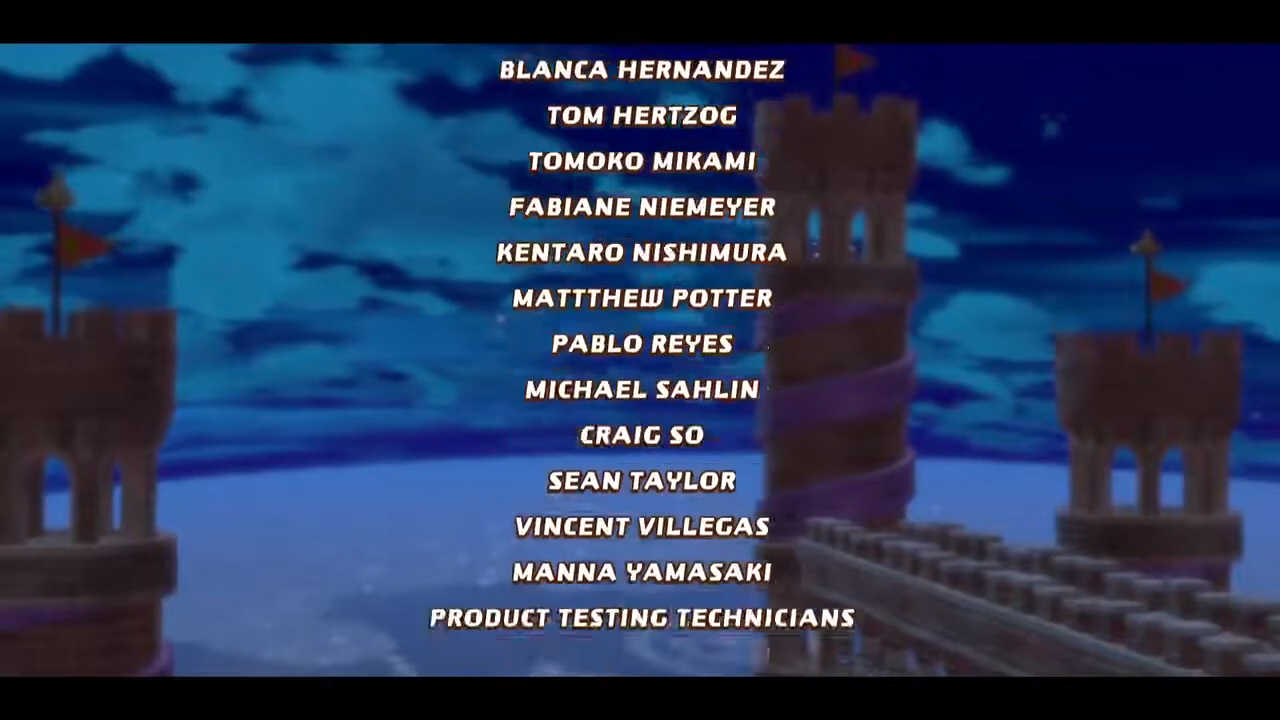 BLANCA HERNANDEZ
TOM HERTZOG
TOMOKO MIKAMI
FABIANE NIEMEYER
KENTARO NISHIMURA
MATTTHEW POTTER
PABLO REYES
MICHAEL SAHLIN
CRAIG SO
SEAN TAYLOR
VINCENT VILLEGAS
MANNA YAMASAKI
PRODUCT TESTING TECHNICIANS